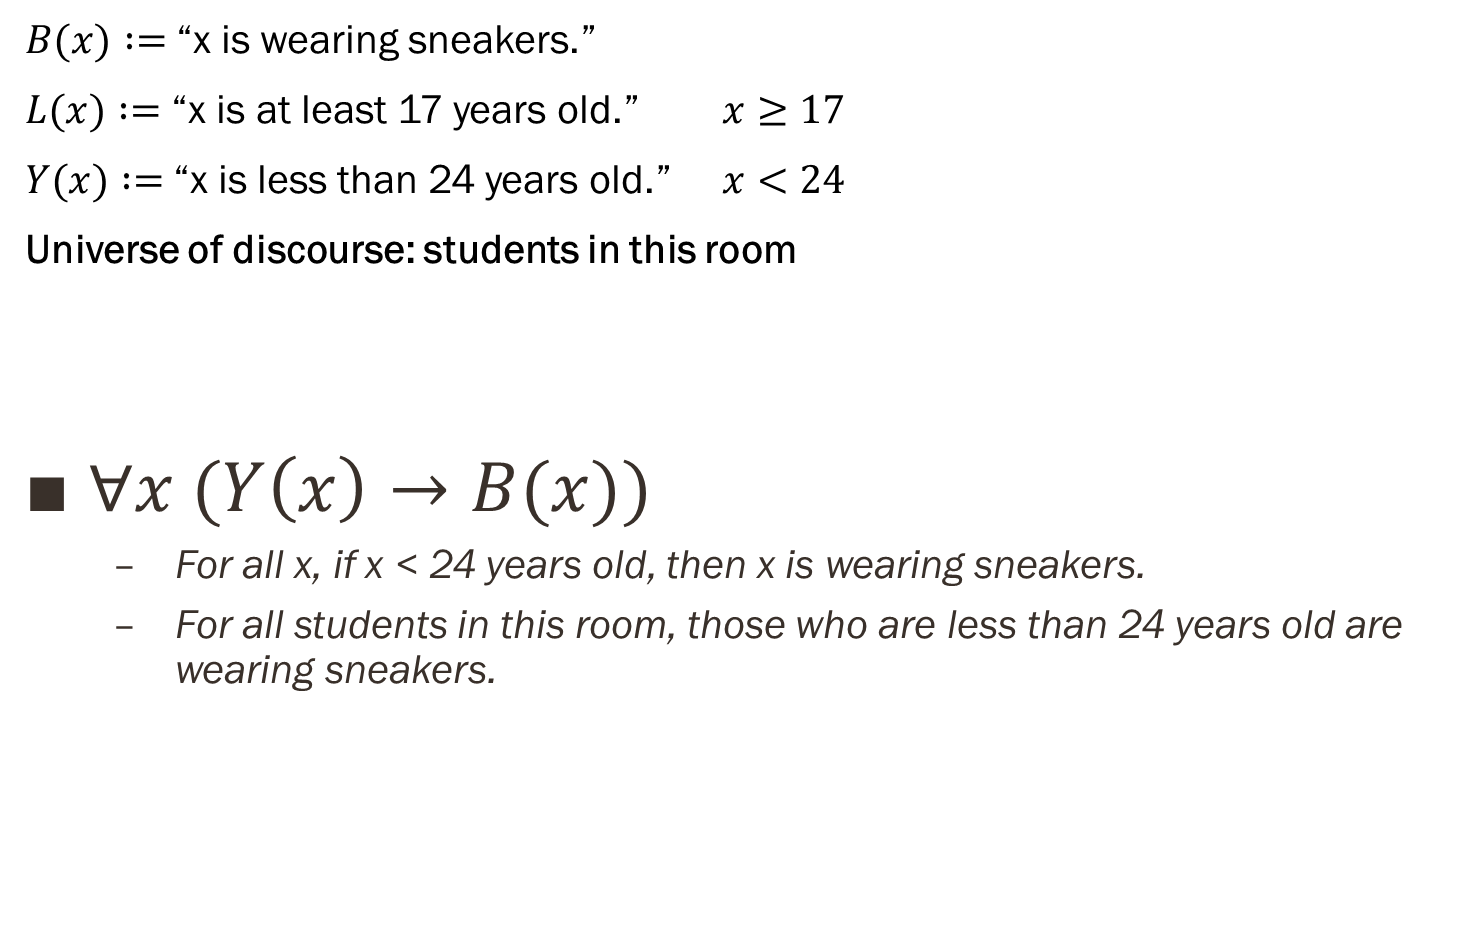 B(x) := “x is wearing sneakers.”
L(x) := “x is at least 17 years old.” x ≥ 17
Y(x) := “x is less than 24 years old.” x < 24
Universe of discourse: students in this room
■ ∀x (Y(x) → B(x))
– For all x, if x < 24 years old, then x is wearing sneakers.
– For all students in this room, those who are less than 24 years old are
wearing sneakers.